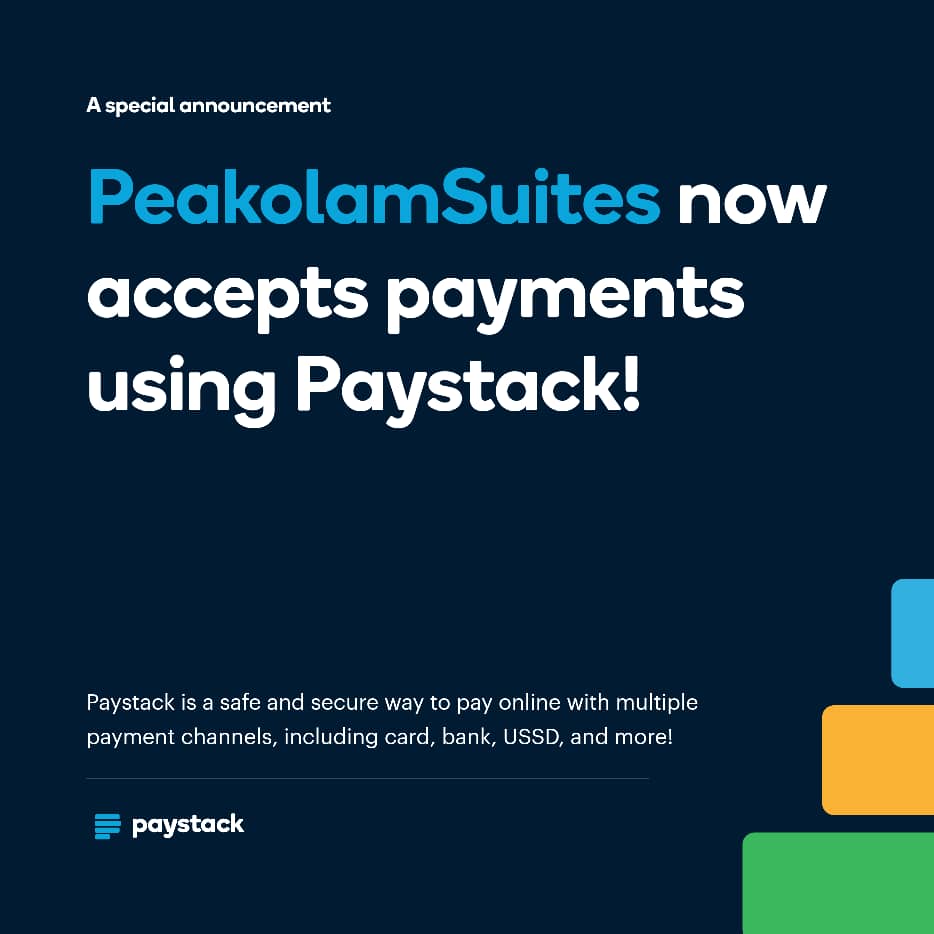 A special announcement
PeakolamSuites now
accepts payments
using Paystack!
Paystack is a safe and secure way to pay online with multiple
payment channels, including card, bank, USSD, and more!
paystack